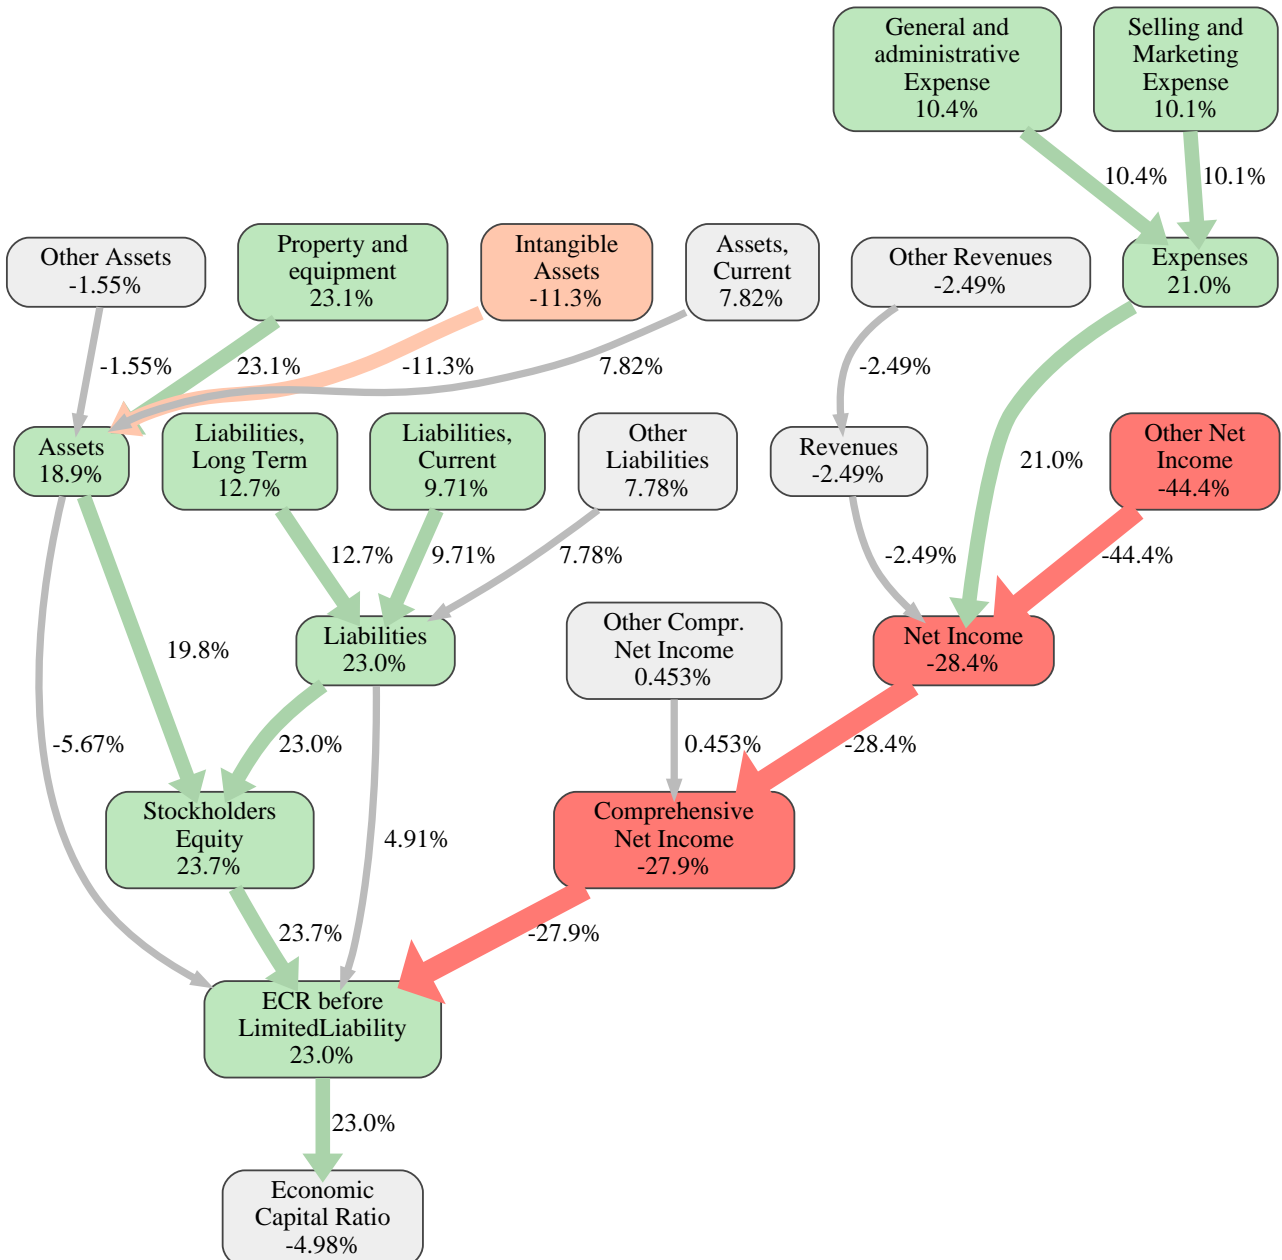 General and
administrative
Expense
10.4%
Selling and
Marketing
Expense
10.1%
10.4%
10.1%
Other Assets
-1.55%
Property and
equipment
23.1%
Intangible
Assets
-11.3%
Assets,
Current
7.82%
Other Revenues
-2.49%
Expenses
21.0%
-1.55%
23.1%
-11.3%
7.82%
-2.49%
21.0%
Assets
18.9%
Liabilities,
Long Term
12.7%
Liabilities,
Current
9.71%
Other
Liabilities
7.78%
Revenues
-2.49%
Other Net
Income
-44.4%
12.7%
9.71%
7.78%
-2.49%
-44.4%
19.8%
Liabilities
23.0%
Other Compr.
Net Income
0.453%
Net Income
-28.4%
-5.67%
23.0%
0.453%
-28.4%
Stockholders
Equity
23.7%
4.91%
Comprehensive
Net Income
-27.9%
23.7%
-27.9%
ECR before
LimitedLiability
23.0%
23.0%
Economic
Capital Ratio
-4.98%